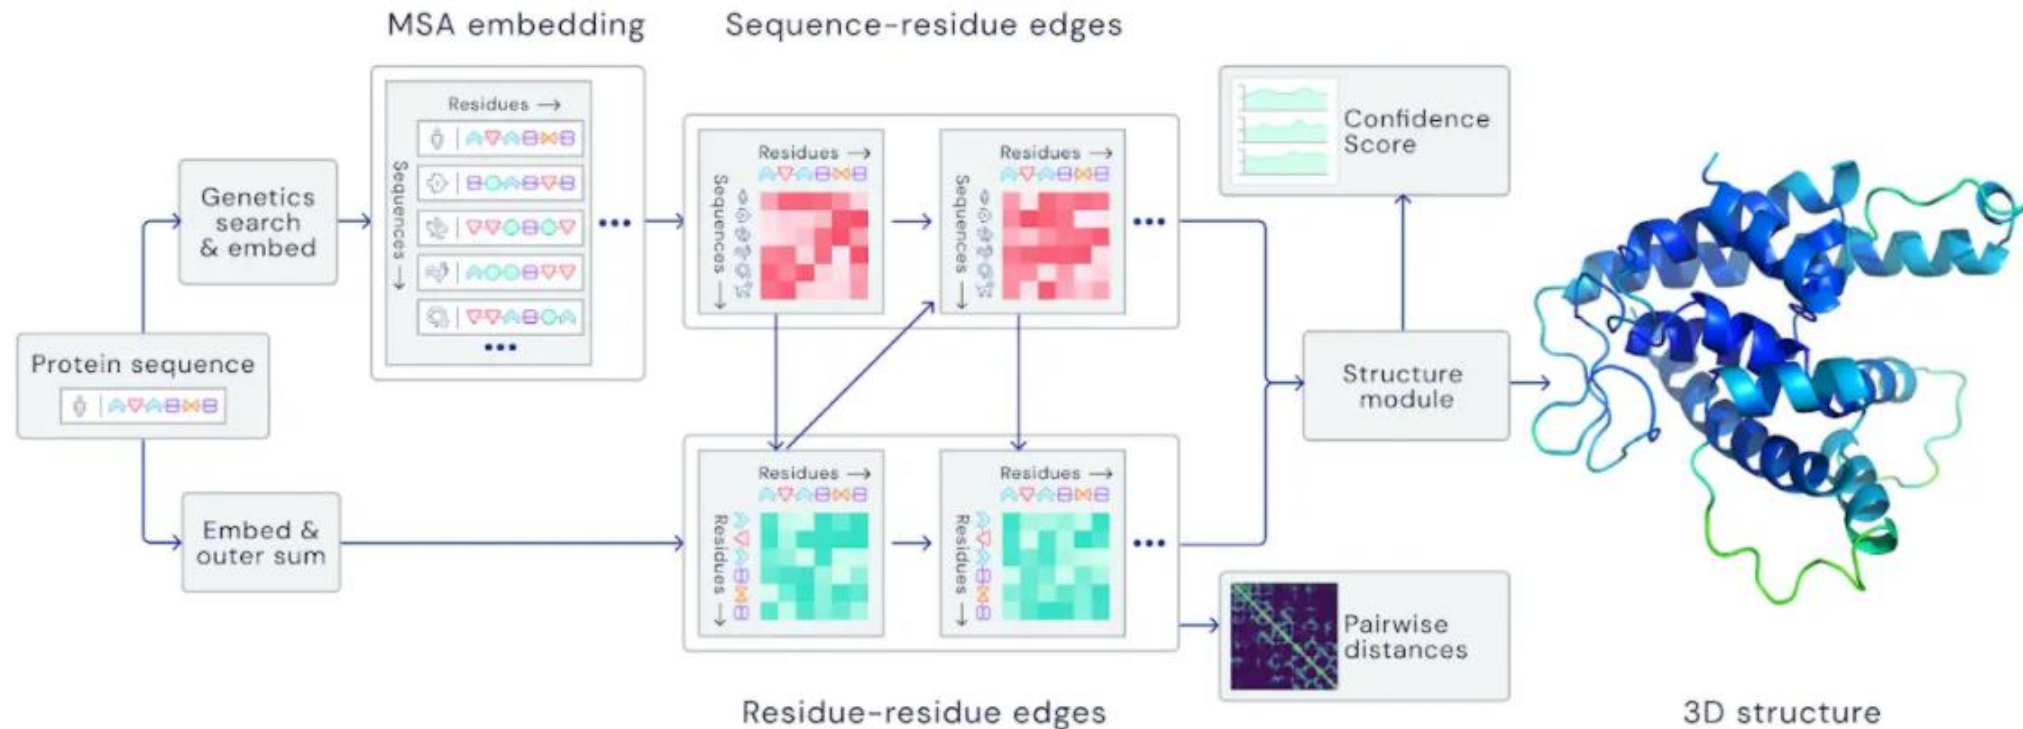 MSA embedding
Sequence-residue edges
Residues →
Sequences →
Genetics
search
& embed
Protein sequence
Embed &
outer sum
Residues →
Sequences →
Residues →
Sequences →
Residues →
Residues →
Residues →
Residues →
Confidence
Score
Structure
module
Pairwise
distances
Residue-residue edges
3D structure